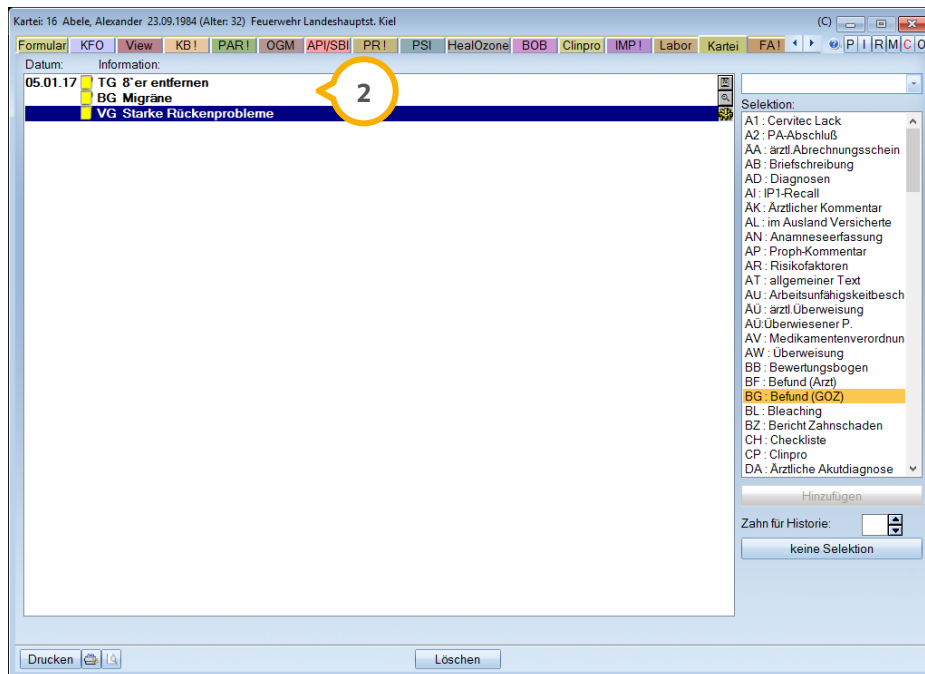 Kartei: 16 Abele, Alexander 23.09.1984 (Alter: 32) Feuerwehr Landeshauptst. Kiel (C)
Formular KFO View KB ! PAR ! OGM API/SBI PR ! PSI HealOzone BOB Clinpro IMP ! Labor Kartei FA ! P I R M C O
Datum: Information:
05.01.17 TG 8`er entfernen
BG Migräne
VG Starke Rückenprobleme
2
Selektion:
A1 : Cervitec Lack
A2 : PA-Abschluß
ÄA : ärztl.Abrechnungsschein
AB : Briefschreibung
AD : Diagnosen
AI : IP1-Recall
ÄK : Ärztlicher Kommentar
AL : im Ausland Versicherte
AN : Anamneseerfassung
AP : Proph-Kommentar
AR : Risikofaktoren
AT : allgemeiner Text
AU : Arbeitsunfähigskeitbesch
ÄÜ : ärztl.Überweisung
AÜ:Überwiesener P.
AV : Medikamentenverordnun
AW : Überweisung
BB : Bewertungsbogen
BF : Befund (Arzt)
BG : Befund (GOZ)
BL : Bleaching
BZ : Bericht Zahnschaden
CH : Checkliste
CP : Clinpro
DA : Ärztliche Akutdiagnose
Hinzufügen
Zahn für Historie:
keine Selektion
Drucken Löschen